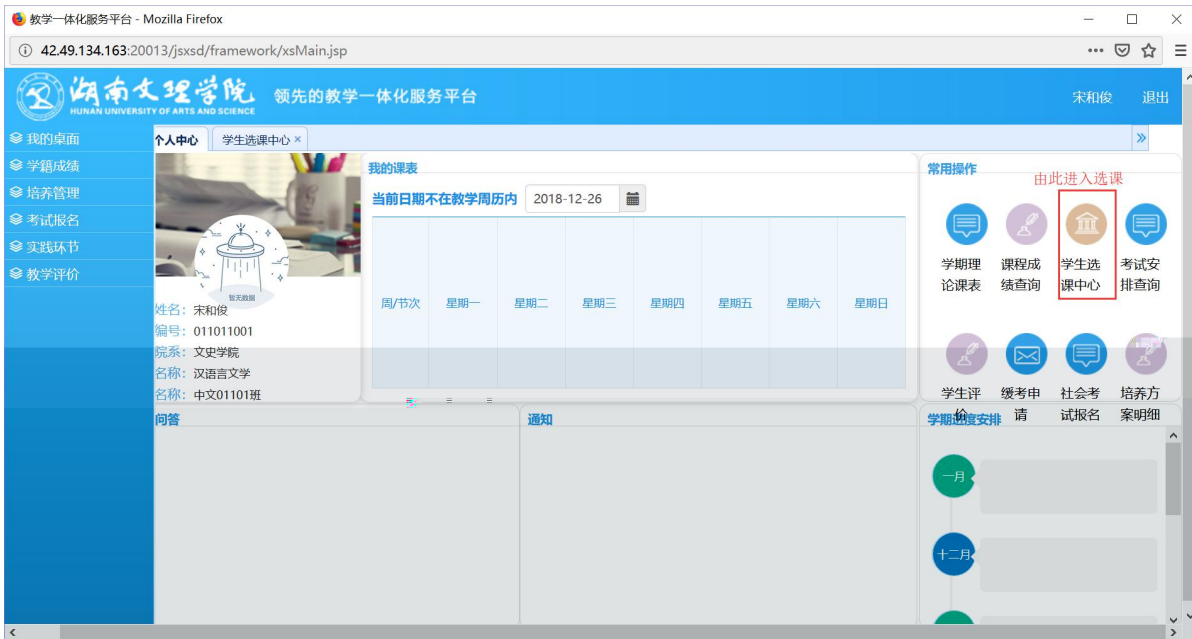 教学一体化服务平台 - Mozilla Firefox
42.49.134.163:20013/jsxsd/framework/xsMain.jsp
湖南文理学院
HUNAN UNIVERSITY OF ARTS AND SCIENCE
领先的教学一体化服务平台
宋和俊 退出
我的桌面
学籍成绩
培养管理
考试报名
实践环节
教学评价
个人中心 学生选课中心 ×
暂无数据
姓名：宋和俊
编号：011011001
院系：文史学院
名称：汉语言文学
名称：中文01101班
我的课表
当前日期不在教学周历内 2018-12-26
周/节次 星期一 星期二 星期三 星期四 星期五 星期六 星期日
常用操作
由此进入选课
学期理论课表
课程成绩查询
学生选课中心
考试安排查询
学生评价
缓考申请
社会考试报名
培养方案明细
问答
通知
学期进度安排
一月
十二月